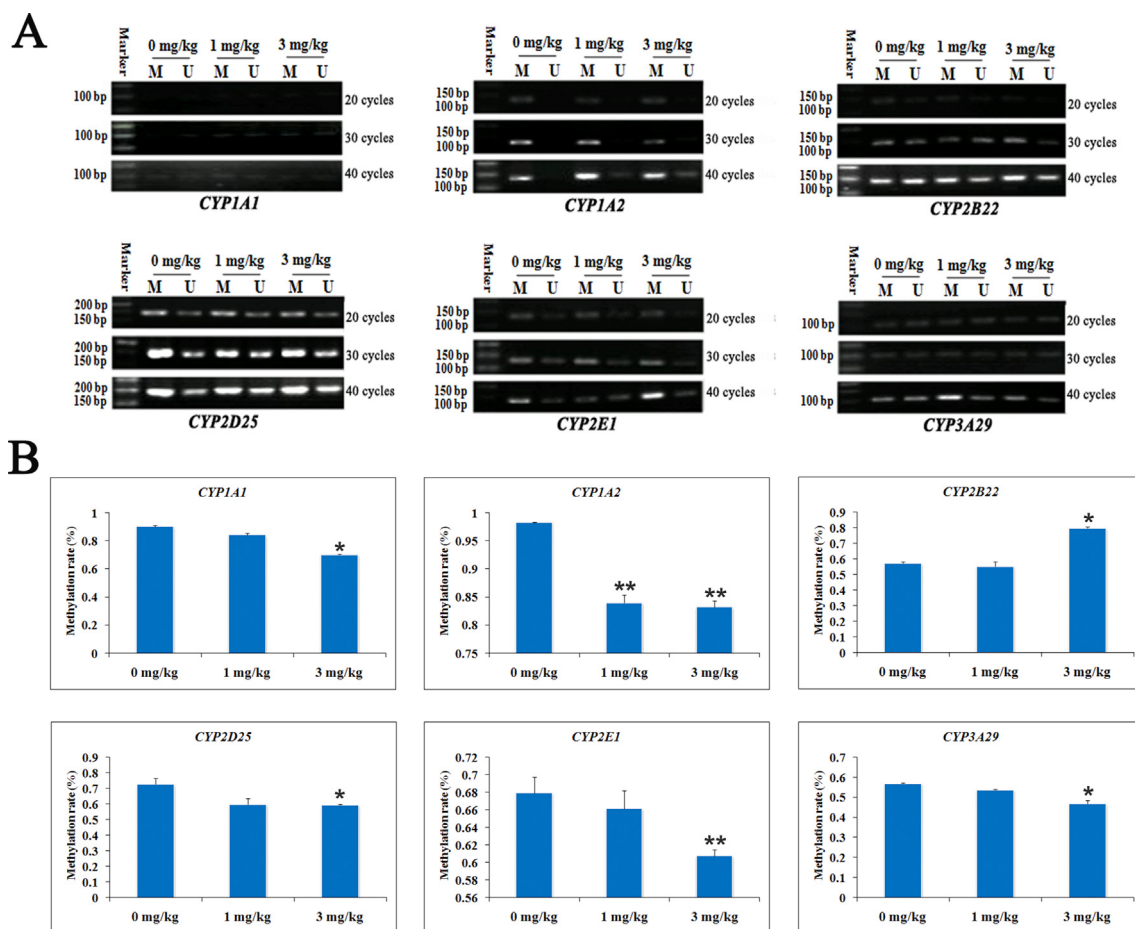 A
Marker
0 mg/kg 1 mg/kg 3 mg/kg
M U M U M U
100 bp
20 cycles
100 bp
30 cycles
100 bp
40 cycles
CYP1A1
Marker
0 mg/kg 1 mg/kg 3 mg/kg
M U M U M U
150 bp
100 bp
20 cycles
150 bp
100 bp
30 cycles
150 bp
100 bp
40 cycles
CYP1A2
Marker
0 mg/kg 1 mg/kg 3 mg/kg
M U M U M U
150 bp
100 bp
20 cycles
150 bp
100 bp
30 cycles
150 bp
100 bp
40 cycles
CYP2B22
Marker
0 mg/kg 1 mg/kg 3 mg/kg
M U M U M U
200 bp
150 bp
20 cycles
200 bp
150 bp
30 cycles
200 bp
150 bp
40 cycles
CYP2D25
Marker
0 mg/kg 1 mg/kg 3 mg/kg
M U M U M U
150 bp
100 bp
20 cycles
150 bp
100 bp
30 cycles
150 bp
100 bp
40 cycles
CYP2E1
Marker
0 mg/kg 1 mg/kg 3 mg/kg
M U M U M U
100 bp
20 cycles
100 bp
30 cycles
100 bp
40 cycles
CYP3A29
B
CYP1A1
Methylation rate (%)
1
0.8
0.6
0.4
0.2
0
*
0 mg/kg 1 mg/kg 3 mg/kg
CYP1A2
Methylation rate (%)
1
0.95
0.9
0.85
0.8
0.75
** **
0 mg/kg 1 mg/kg 3 mg/kg
CYP2B22
Methylation rate (%)
0.9
0.8
0.7
0.6
0.5
0.4
0.3
0.2
0.1
0
*
0 mg/kg 1 mg/kg 3 mg/kg
CYP2D25
Methylation rate (%)
0.9
0.8
0.7
0.6
0.5
0.4
0.3
0.2
0.1
0
*
0 mg/kg 1 mg/kg 3 mg/kg
CYP2E1
Methylation rate (%)
0.72
0.7
0.68
0.66
0.64
0.62
0.6
0.58
0.56
**
0 mg/kg 1 mg/kg 3 mg/kg
CYP3A29
Methylation rate (%)
0.7
0.6
0.5
0.4
0.3
0.2
0.1
0
*
0 mg/kg 1 mg/kg 3 mg/kg